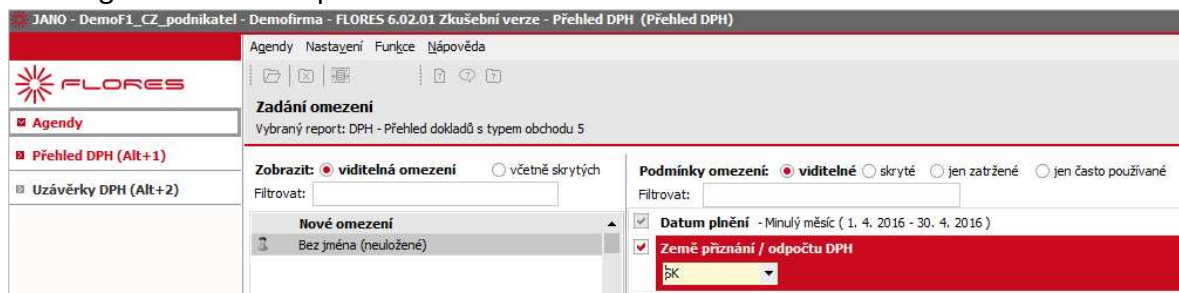 JANO - DemoF1_CZ_podnikatel - Demofirma - FLORES 6.02.01 Zkušební verze - Přehled DPH (Přehled DPH)
Agendy Nastavení Funkce Nápověda
FLORES
Zadání omezení
Vybraný report: DPH - Přehled dokladů s typem obchodu 5
Agendy
Přehled DPH (Alt+1)
Uzávěrky DPH (Alt+2)
Zobrazit: viditelná omezení včetně skrytých
Filtrovat:
Nové omezení
Bez jména (neuložené)
Podmínky omezení: viditelné skryté jen zatržené jen často používané
Filtrovat:
Datum plnění - Minulý měsíc ( 1. 4. 2016 - 30. 4. 2016 )
Země přiznání / odpočtu DPH
SK